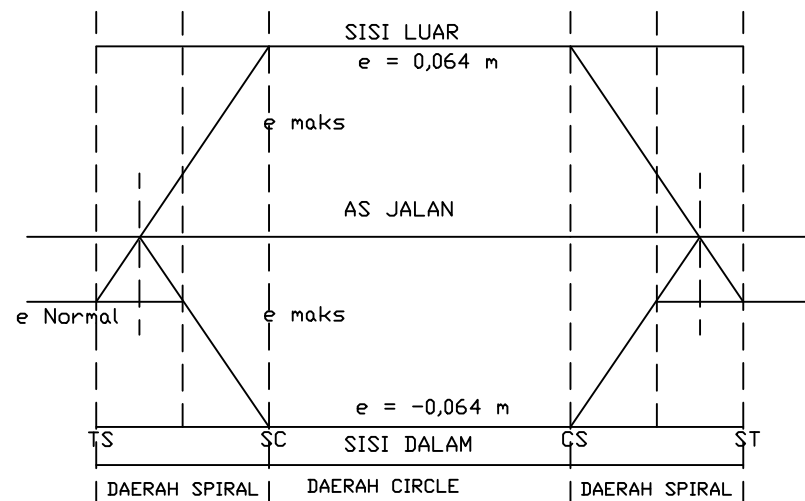 SISI LUAR
e = 0,064 m
e maks
AS JALAN
e Normal
e maks
e = -0,064 m
TS
SC
SISI DALAM
CS
ST
DAERAH SPIRAL
DAERAH CIRCLE
DAERAH SPIRAL